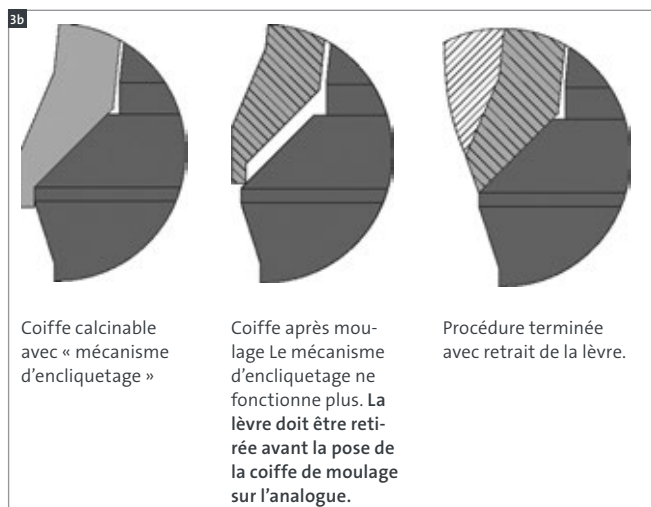 3b
Coiffe calcinable
avec « mécanisme
d'encliquetage »
Coiffe après mou-
lage Le mécanisme
d'encliquetage ne
fonctionne plus. La
lèvre doit être reti-
rée avant la pose de
la coiffe de moulage
sur l'analogue.
Procédure terminée
avec retrait de la lèvre.